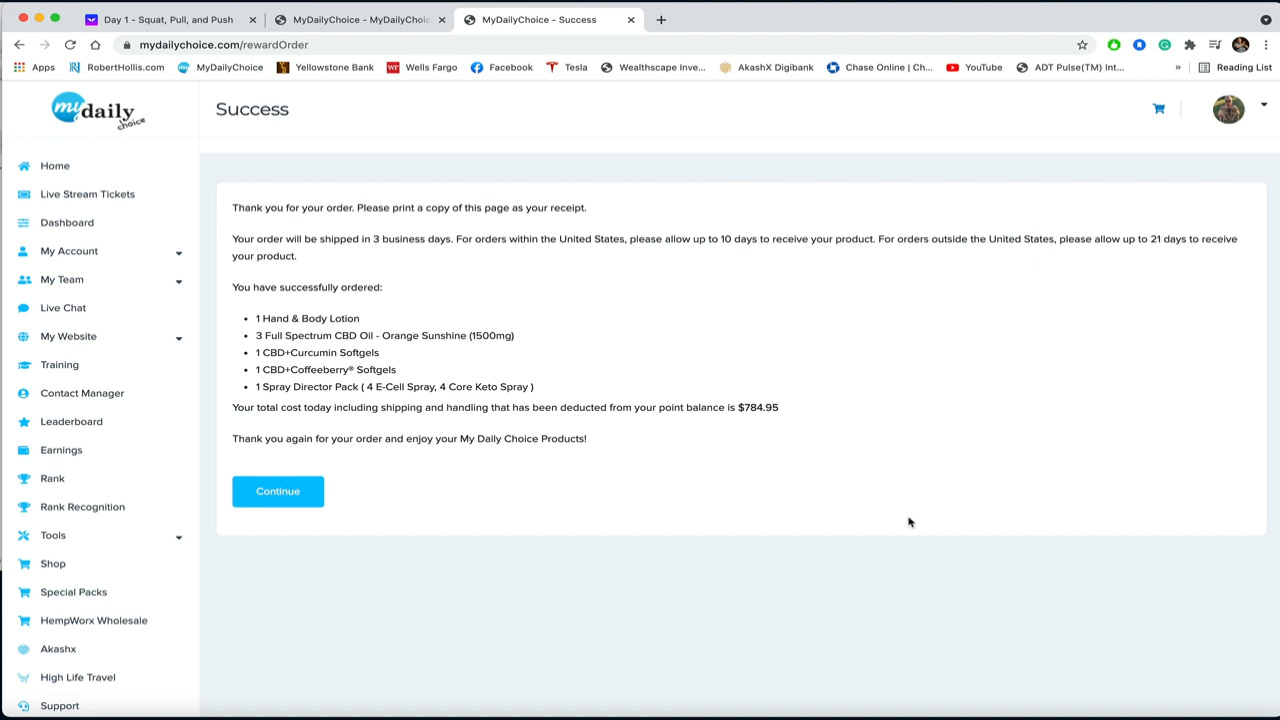 Day 1 - Squat, Pull, and Push
MyDailyChoice - MyDailyChoic
MyDailyChoice - Success
mydailychoice.com/rewardOrder
Apps
RobertHollis.com
MyDailyChoice
Yellowstone Bank
Wells Fargo
Facebook
Tesla
Wealthscape Inve...
AkashX Digibank
Chase Online | Ch...
YouTube
ADT Pulse(TM) Int...
»
Reading List
my daily choice
Success
Home
Live Stream Tickets
Dashboard
My Account
My Team
Live Chat
My Website
Training
Contact Manager
Leaderboard
Earnings
Rank
Rank Recognition
Tools
Shop
Special Packs
HempWorx Wholesale
Akashx
High Life Travel
Support
Thank you for your order. Please print a copy of this page as your receipt.
Your order will be shipped in 3 business days. For orders within the United States, please allow up to 10 days to receive your product. For orders outside the United States, please allow up to 21 days to receive
your product.
You have successfully ordered:
• 1 Hand & Body Lotion
• 3 Full Spectrum CBD Oil - Orange Sunshine (1500mg)
• 1 CBD+Curcumin Softgels
• 1 CBD+Coffeeberry® Softgels
• 1 Spray Director Pack ( 4 E-Cell Spray, 4 Core Keto Spray )
Your total cost today including shipping and handling that has been deducted from your point balance is $784.95
Thank you again for your order and enjoy your My Daily Choice Products!
Continue